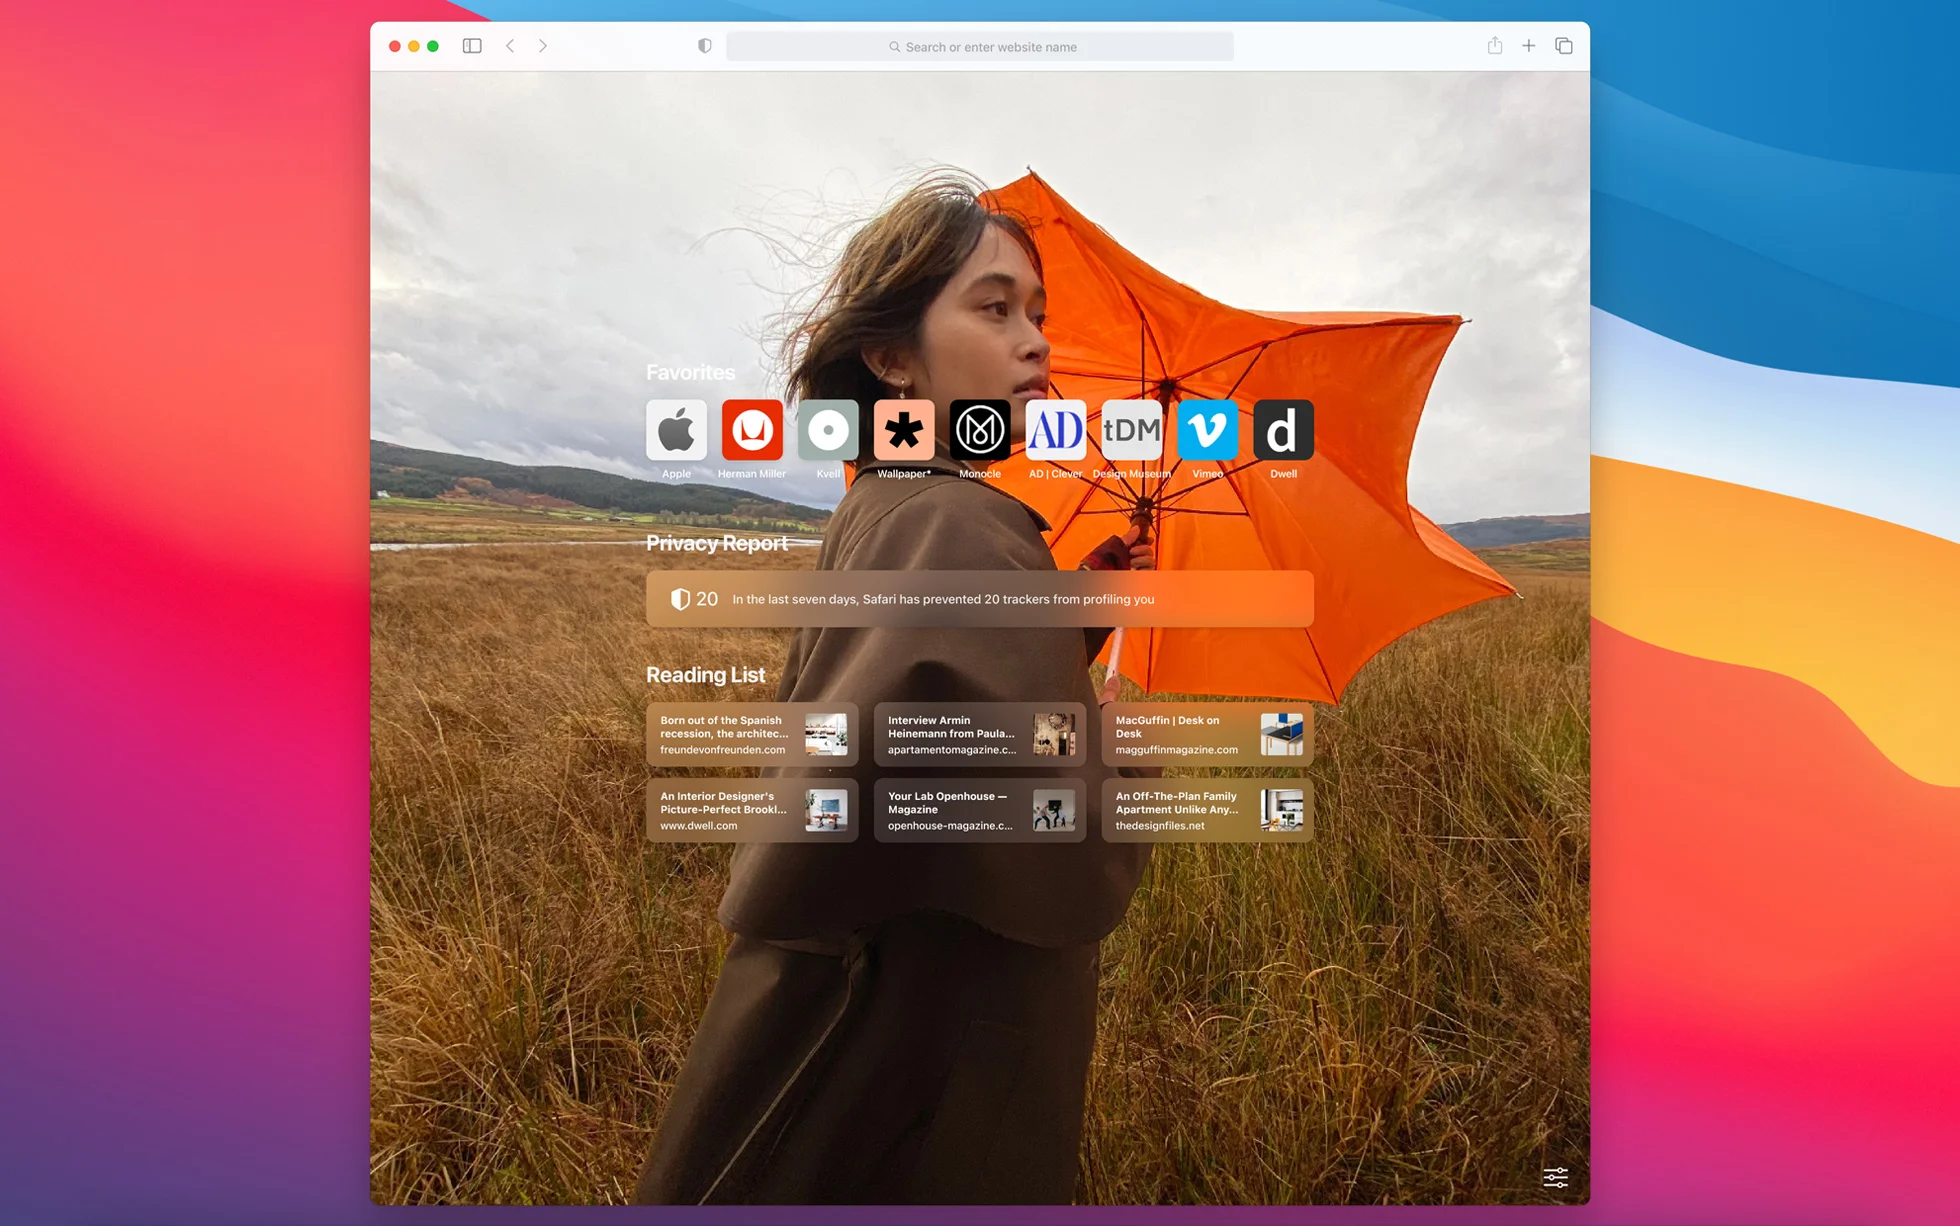 Search or enter website name
Favorites
AD
tDM
d
Apple
Herman Miller
Kvell
Wallpaper*
Monocle
AD | Clever
Design Museum
Vimeo
Dwell
Privacy Report
20
In the last seven days, Safari has prevented 20 trackers from profiling you
Reading List
Born out of the Spanish
recession, the architec...
freundevonfreunden.com
Interview Armin
Heinemann from Paula...
apartamentomagazine.c...
MacGuffin | Desk on
Desk
magguffinmagazine.com
An Interior Designer's
Picture-Perfect Brookl...
www.dwell.com
Your Lab Openhouse —
Magazine
openhouse-magazine.c...
An Off-The-Plan Family
Apartment Unlike Any...
thedesignfiles.net